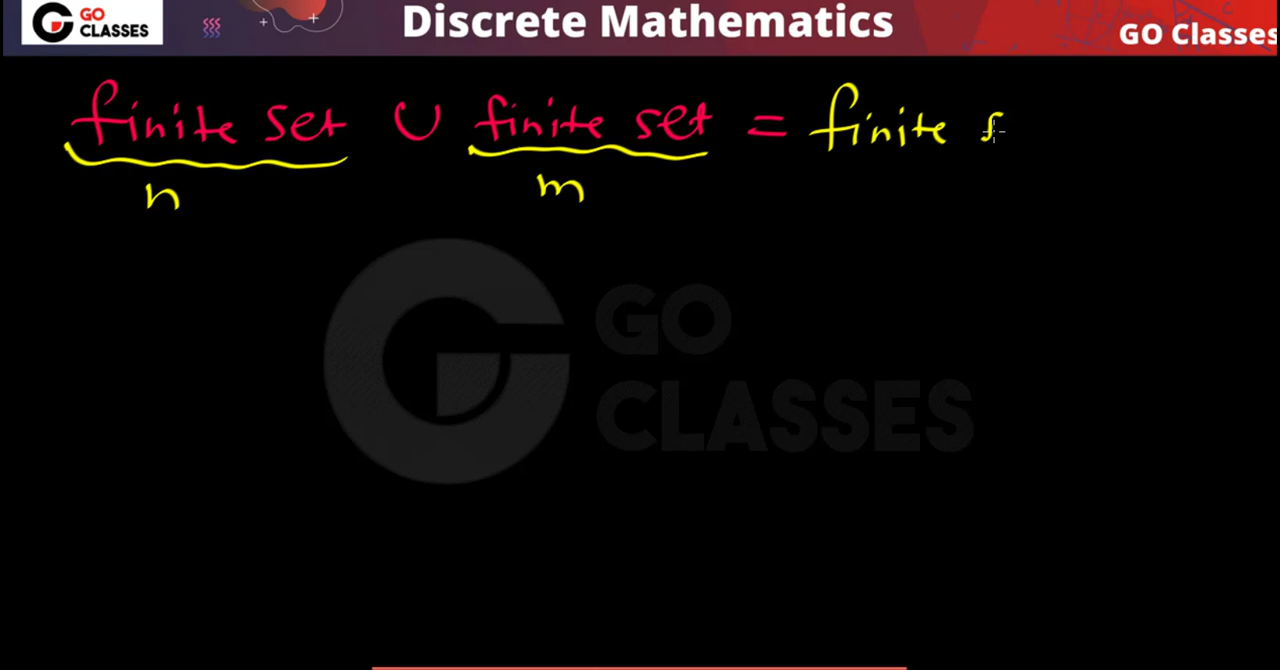 GO CLASSES
Discrete Mathematics
GO Classes
finite set ∪ finite set = finite s
n m
GO
CLASSES